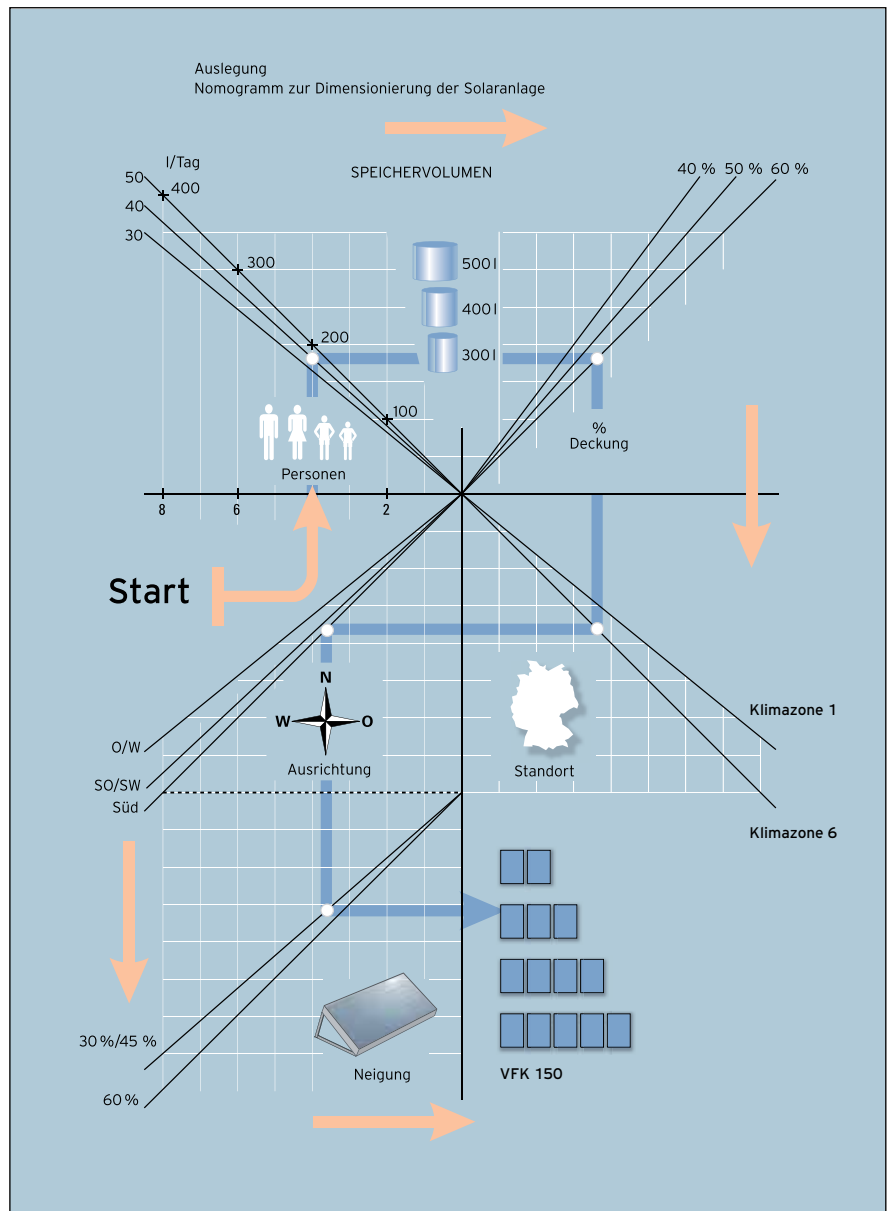 Auslegung
Nomogramm zur Dimensionierung der Solaranlage
l/Tag
SPEICHERVOLUMEN
40 % 50 % 60 %
50
400
40
30
300
500 l
400 l
200
300 l
100
%
Deckung
Personen
8 6 2
Start
N
W O
Klimazone 1
O/W
Ausrichtung
Standort
SO/SW
Süd
Klimazone 6
30 %/45 %
Neigung
VFK 150
60 %